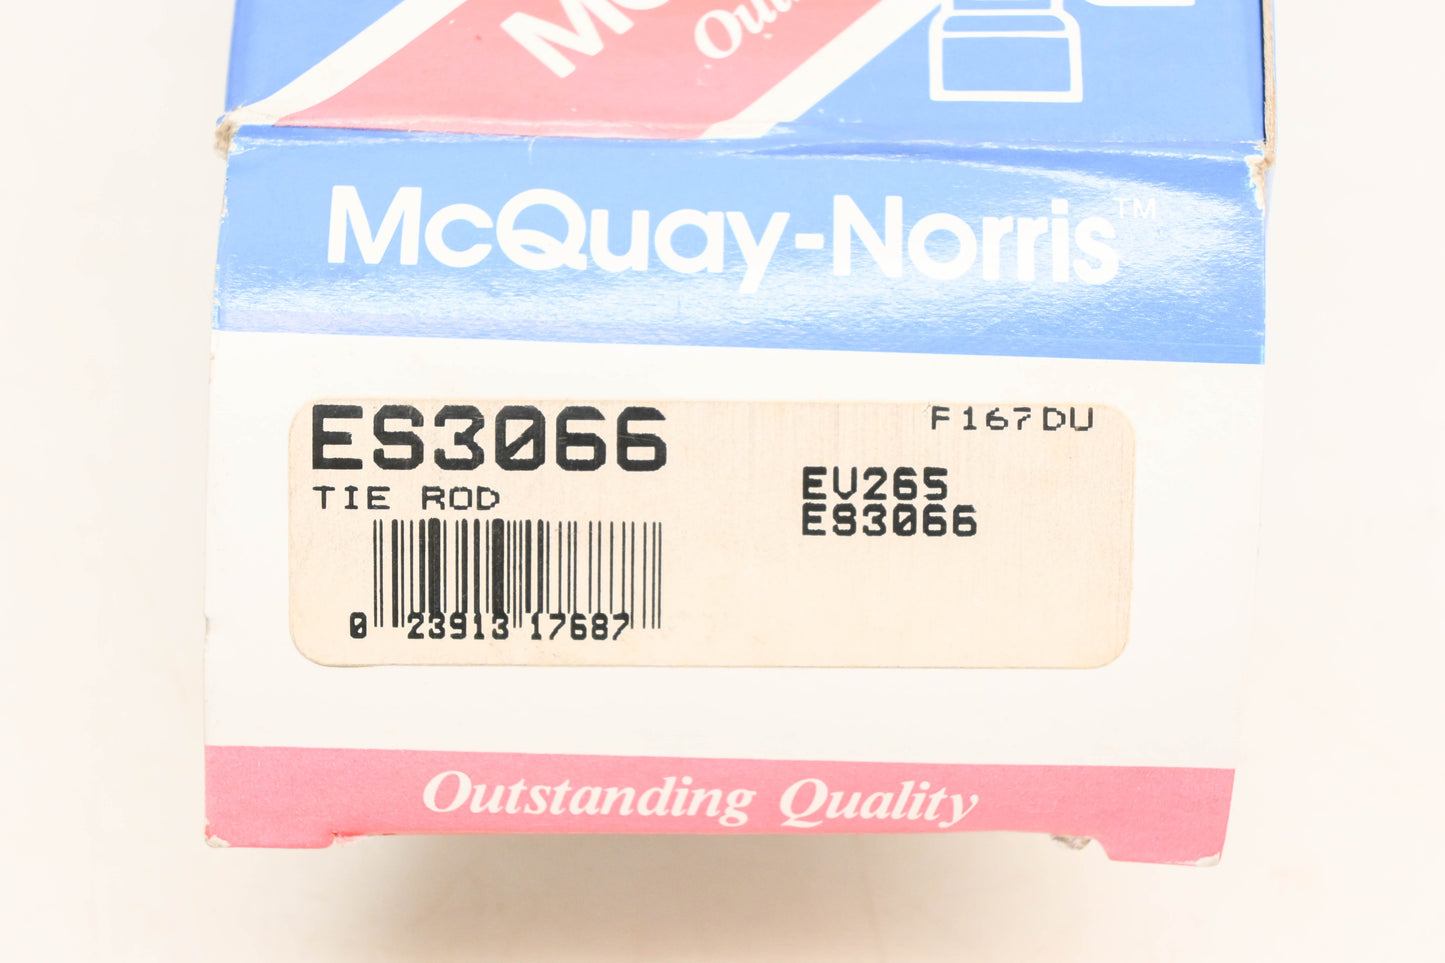 McQuay-Norris™
ES3066
F167DU
TIE ROD
EV265
ES3066
0 23913 17687
Outstanding Quality